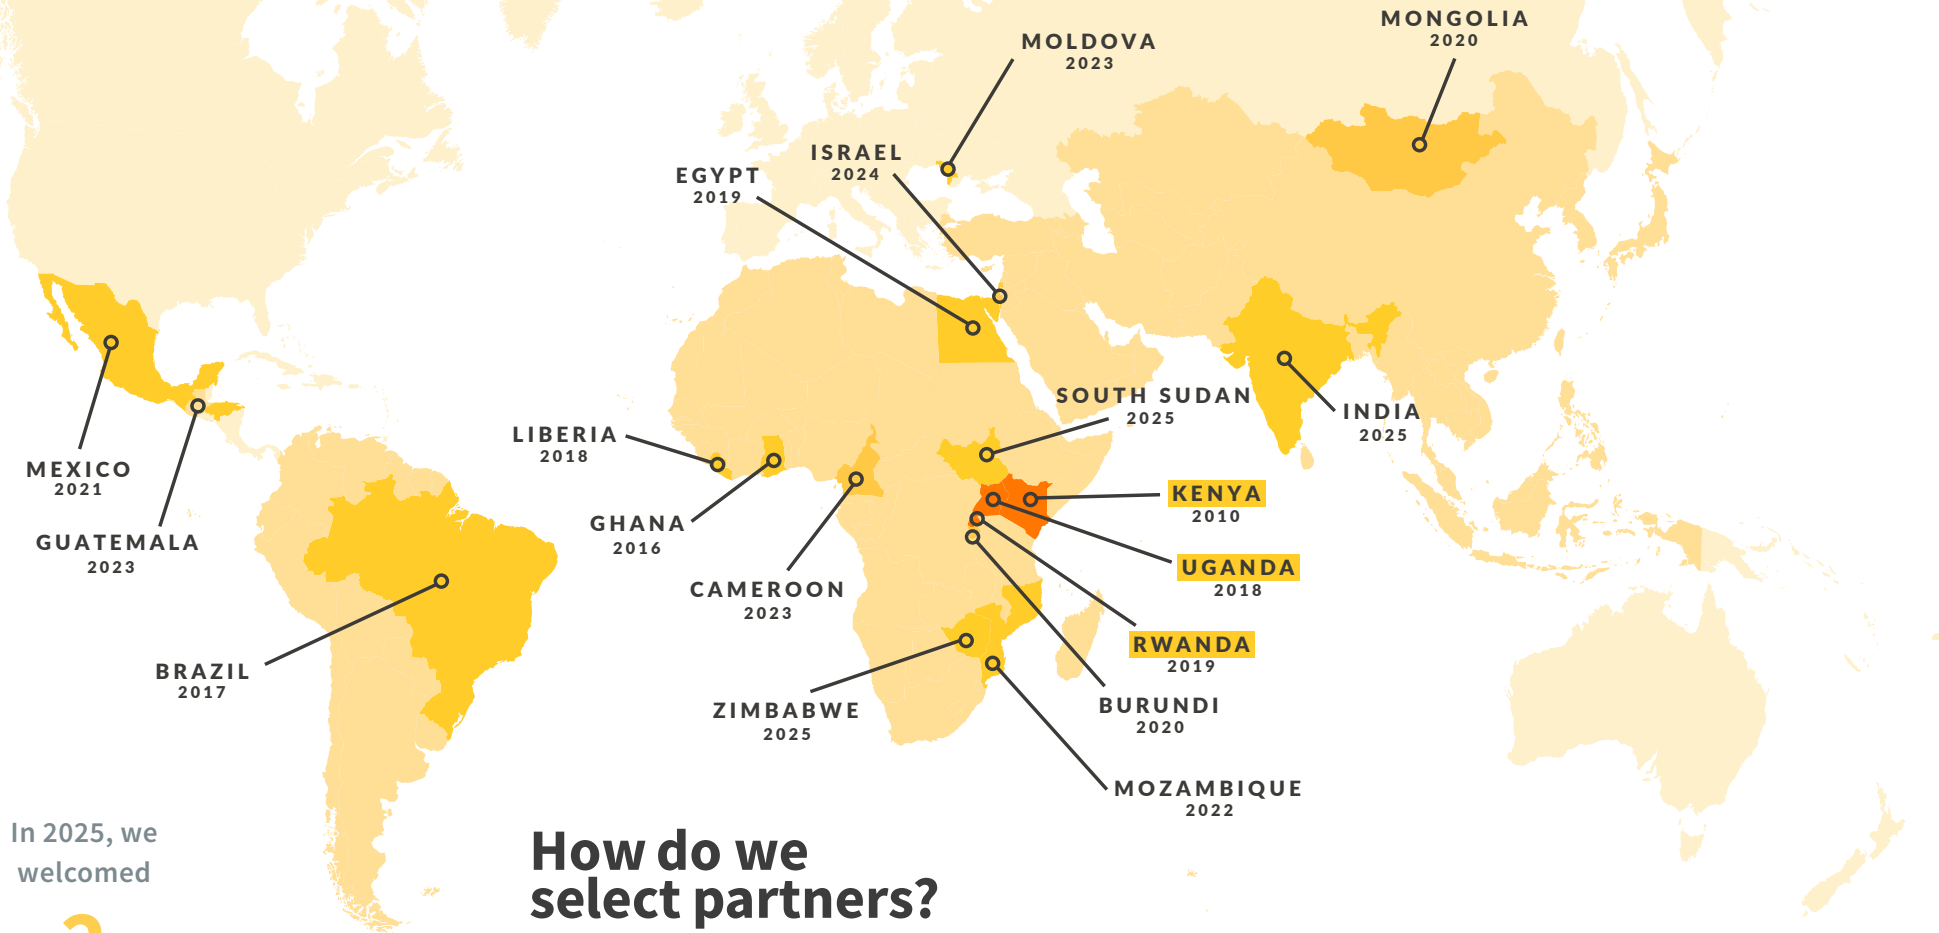 MONGOLIA
2020
MOLDOVA
2023
ISRAEL
2024
EGYPT
2019
SOUTH SUDAN
2025
INDIA
2025
LIBERIA
2018
MEXICO
2021
KENYA
2010
GHANA
2016
GUATEMALA
2023
UGANDA
2018
CAMEROON
2023
RWANDA
2019
BRAZIL
2017
BURUNDI
2020
ZIMBABWE
2025
MOZAMBIQUE
2022
In 2025, we
welcomed
How do we
select partners?